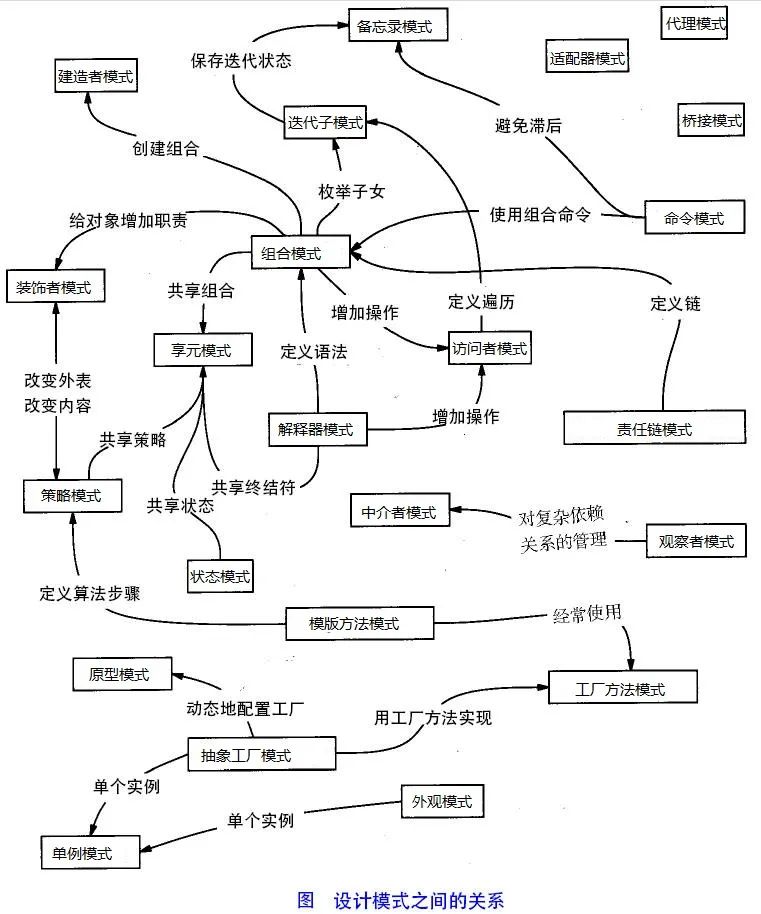 备忘录模式
代理模式
适配器模式
保存迭代状态
建造者模式
迭代子模式
避免滞后
桥接模式
创建组合
枚举子女
给对象增加职责
使用组合命令
命令模式
组合模式
装饰者模式
共享组合
增加操作
定义遍历
定义链
享元模式
定义语法
访问者模式
改变外表
改变内容
增加操作
解释器模式
责任链模式
共享策略
共享终结符
策略模式
共享状态
中介者模式
对复杂依赖
关系的管理
观察者模式
状态模式
定义算法步骤
模版方法模式
经常使用
原型模式
工厂方法模式
动态地配置工厂
用工厂方法实现
抽象工厂模式
单个实例
外观模式
单个实例
单例模式
图 设计模式之间的关系